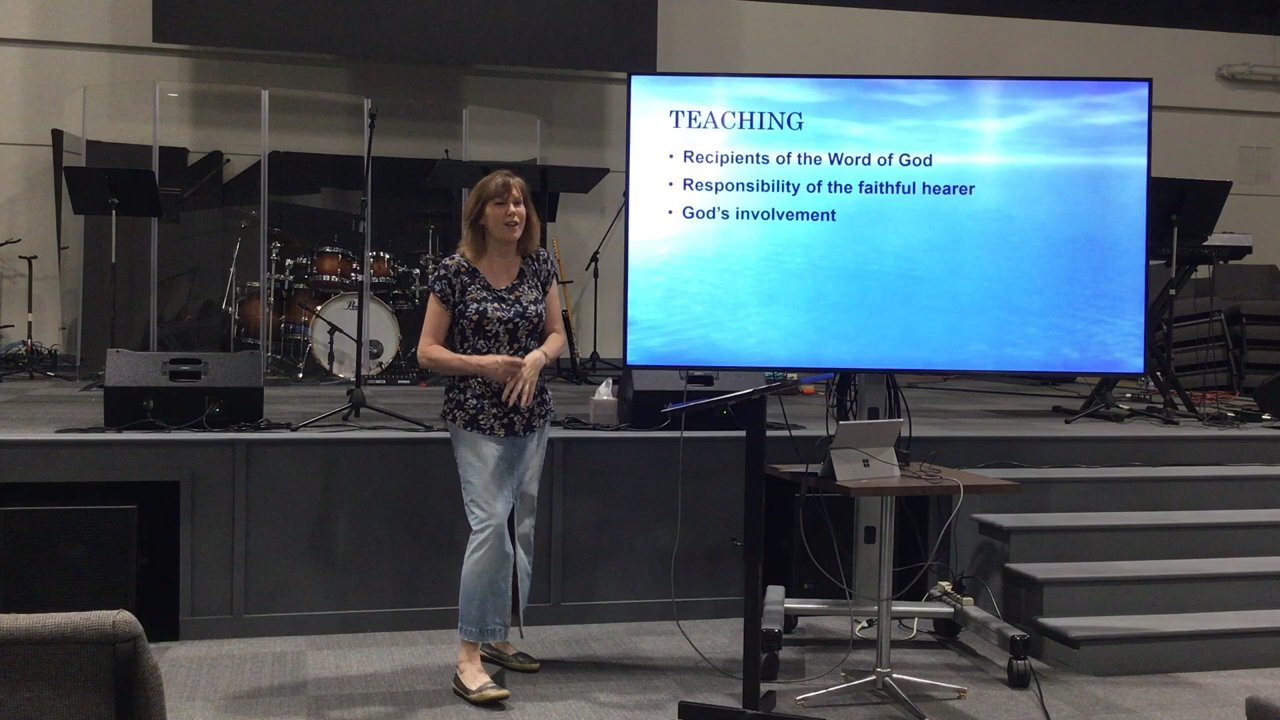 TEACHING
• Recipients of the Word of God
• Responsibility of the faithful hearer
• God's involvement